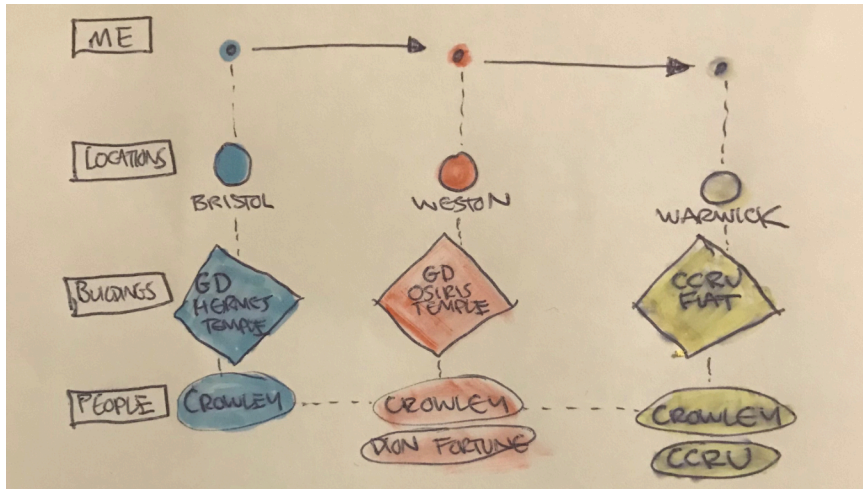 ME
LOCATIONS
BRISTOL
WESTON
WARWICK
BUILDINGS
GD
HERMES
TEMPLE
GD
OSIRIS
TEMPLE
CCRU
FLAT
PEOPLE
CROWLEY
CROWLEY
CROWLEY
DION FORTUNE
CCRU